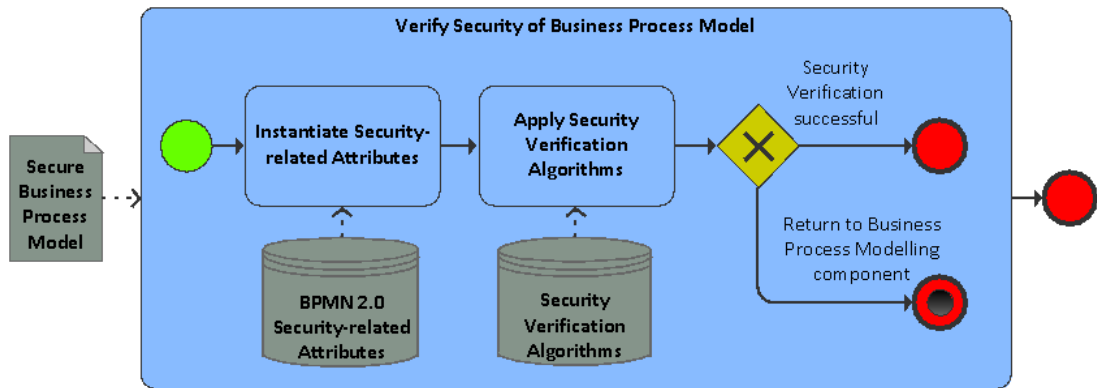 Verify Security of Business Process Model
Secure
Business
Process
Model
Instantiate Security-
related Attributes
Apply Security
Verification
Algorithms
Security
Verification
successful
Return to Business
Process Modelling
component
BPMN 2.0
Security-related
Attributes
Security
Verification
Algorithms